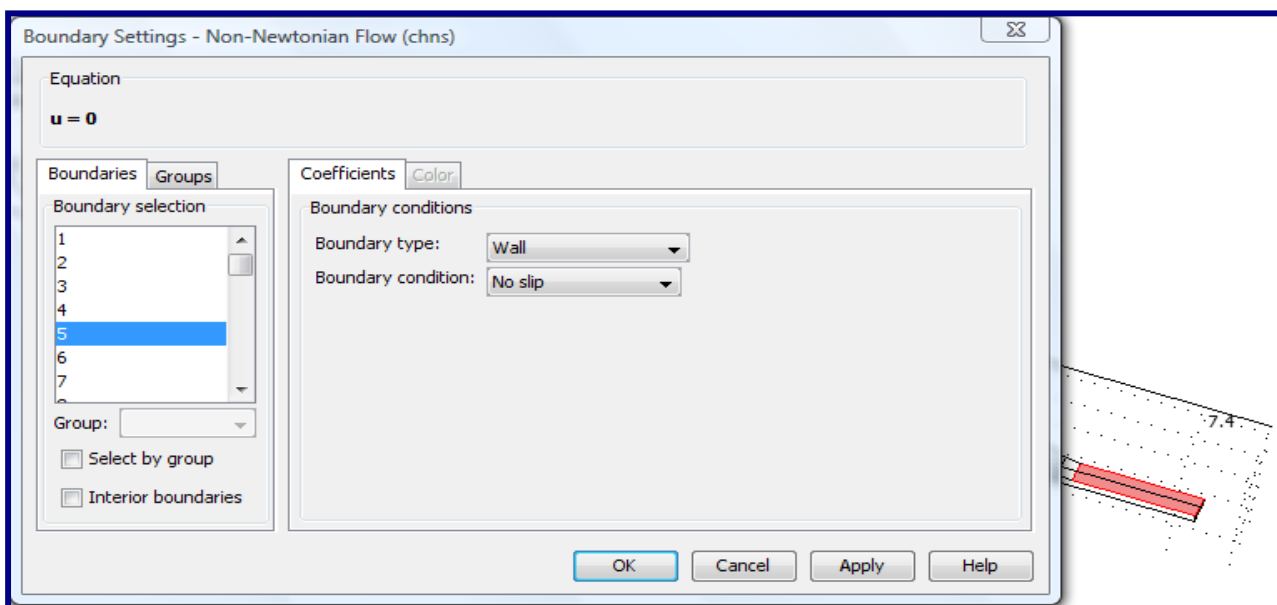 Boundary Settings - Non-Newtonian Flow (chns)
Equation
u = 0
Boundaries Groups
Boundary selection
1
2
3
4
5
6
7
Group:
Select by group
Interior boundaries
Coefficients Color
Boundary conditions
Boundary type: Wall
Boundary condition: No slip
OK Cancel Apply Help
7.4